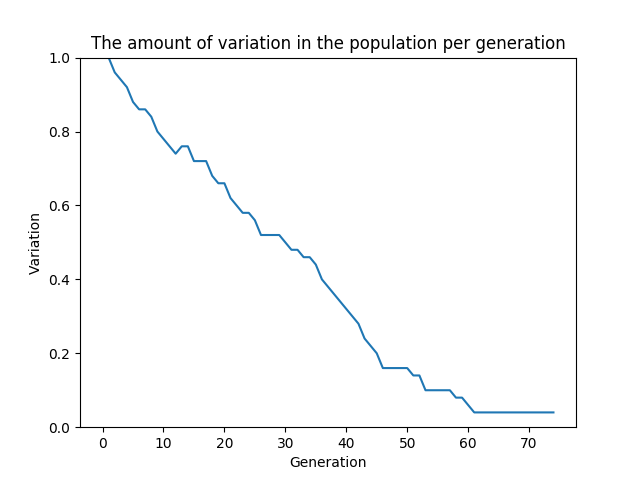 The amount of variation in the population per generation
1.0
0.8
0.6
0.4
0.2
0.0
Variation
0 10 20 30 40 50 60 70
Generation